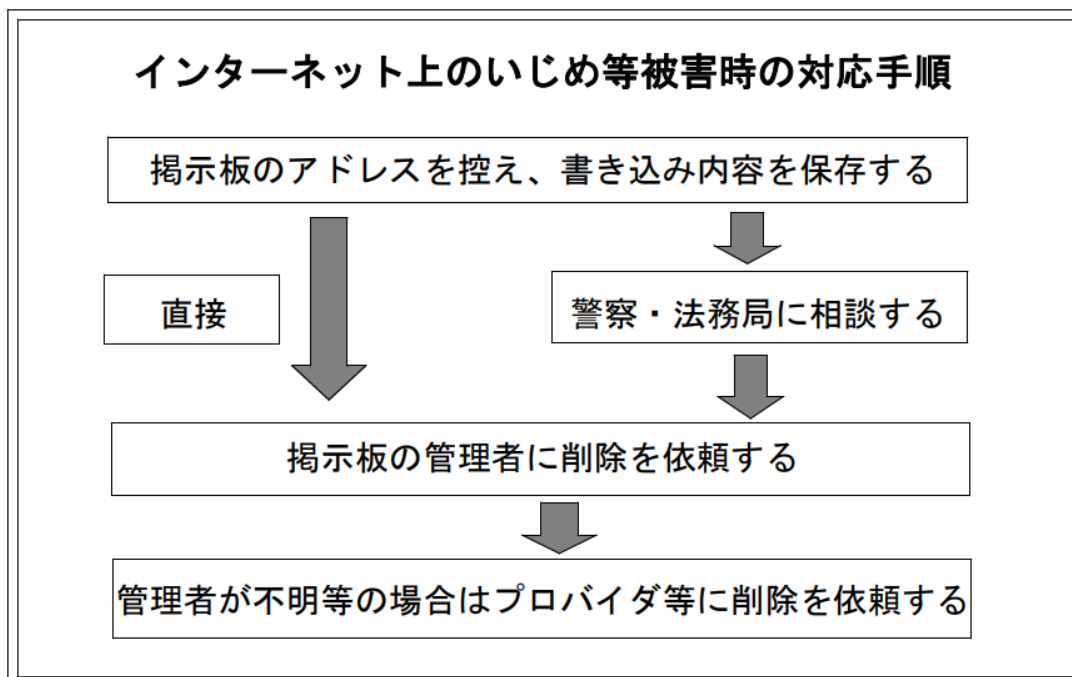 インターネット上のいじめ等被害時の対応手順
掲示板のアドレスを控え、書き込み内容を保存する
直接
警察・法務局に相談する
掲示板の管理者に削除を依頼する
管理者が不明等の場合はプロバイダ等に削除を依頼する